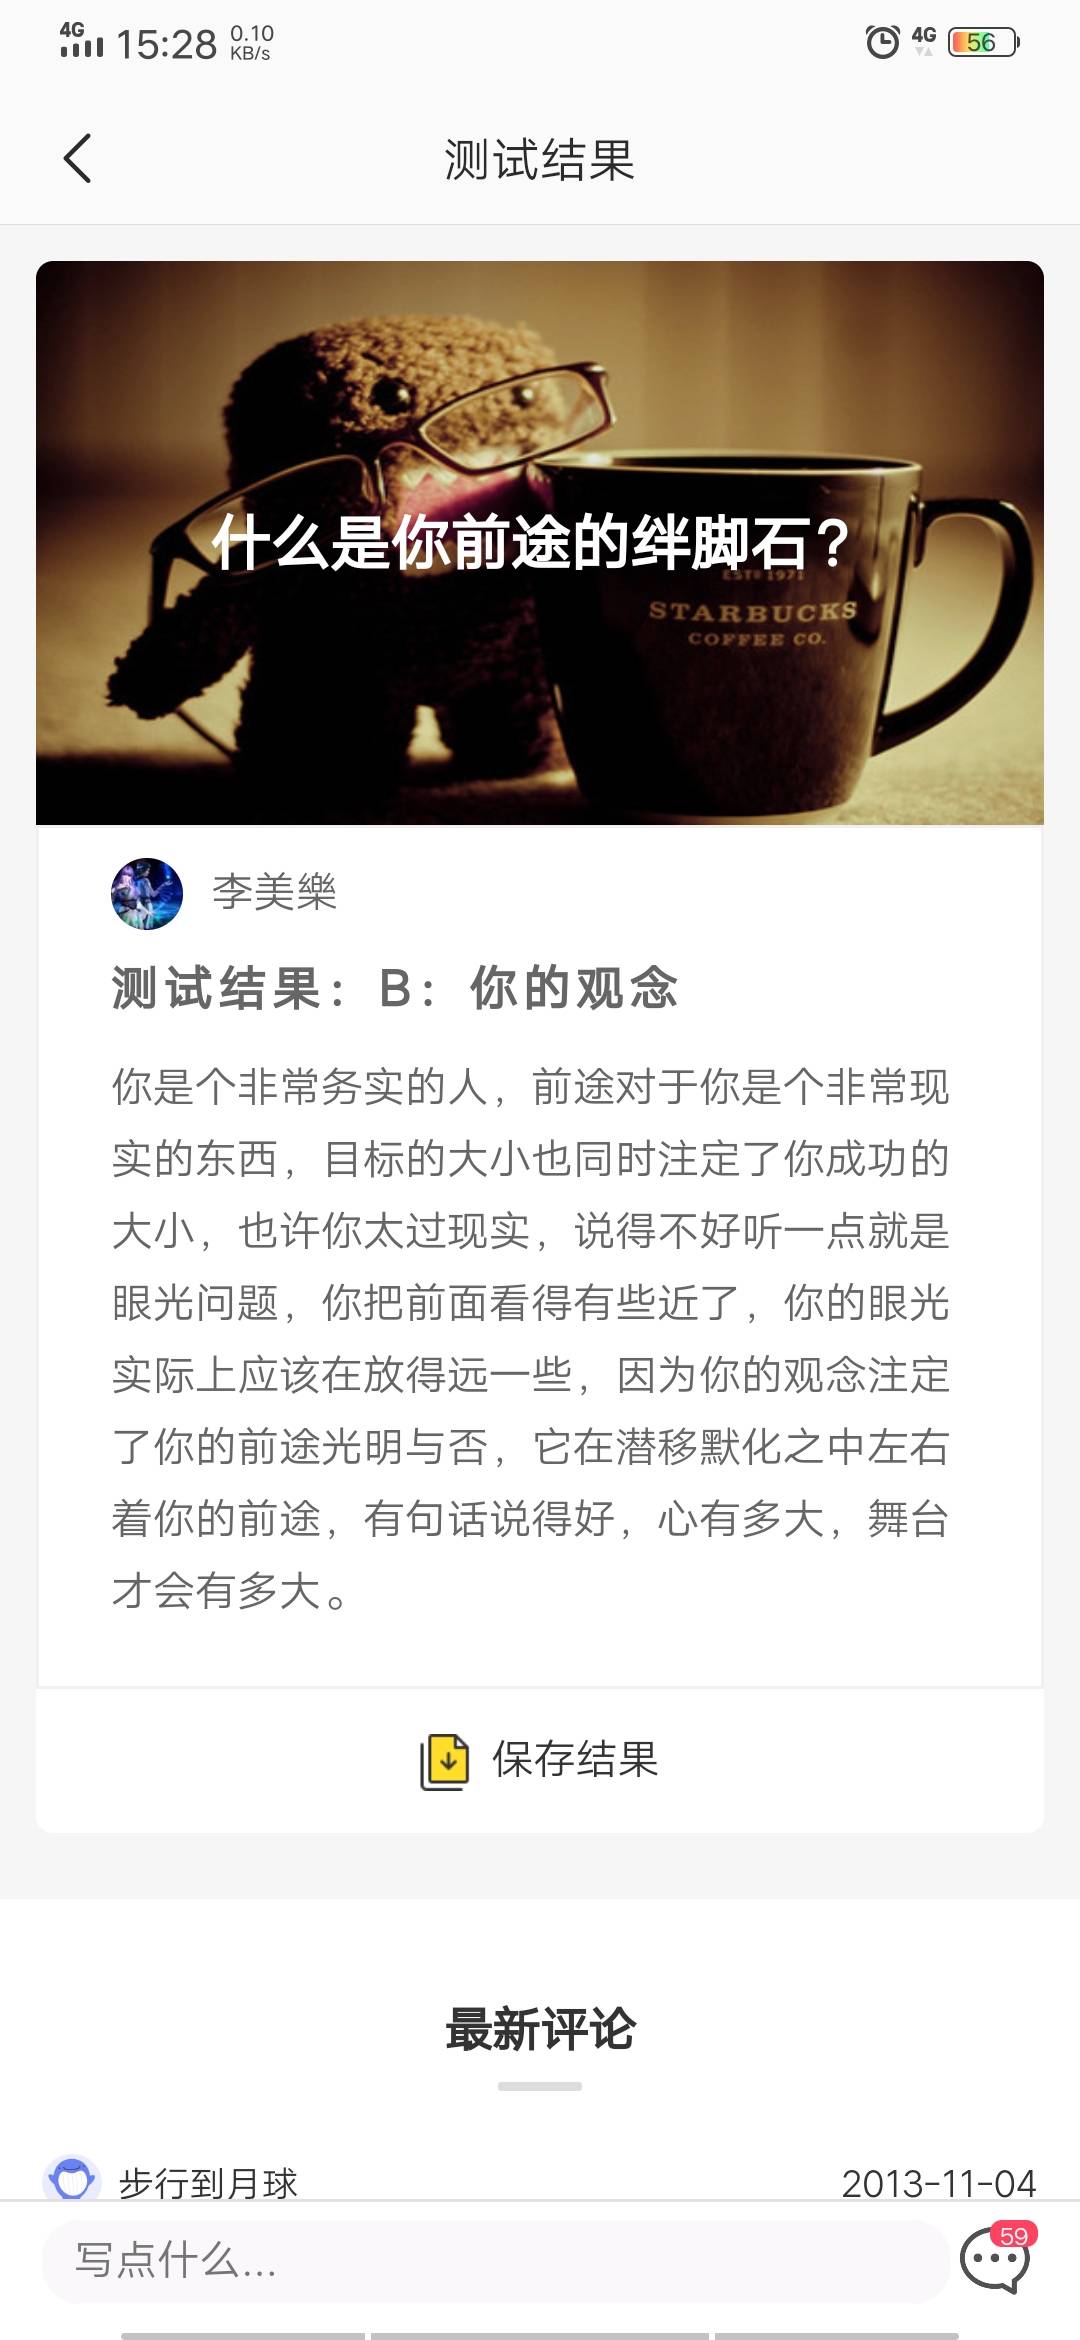 4G 15:28 0.10 KB/s 4G 56
测试结果
什么是你前途的绊脚石？
ESTD 1971
STARBUCKS
COFFEE CO.
李美樂
测试结果：B：你的观念
你是个非常务实的人，前途对于你是个非常现
实的东西，目标的大小也同时注定了你成功的
大小，也许你太过现实，说得不好听一点就是
眼光问题，你把前面看得有些近了，你的眼光
实际上应该在放得远一些，因为你的观念注定
了你的前途光明与否，它在潜移默化之中左右
着你的前途，有句话说得好，心有多大，舞台
才会有多大。
保存结果
最新评论
步行到月球 2013-11-04
写点什么... 59